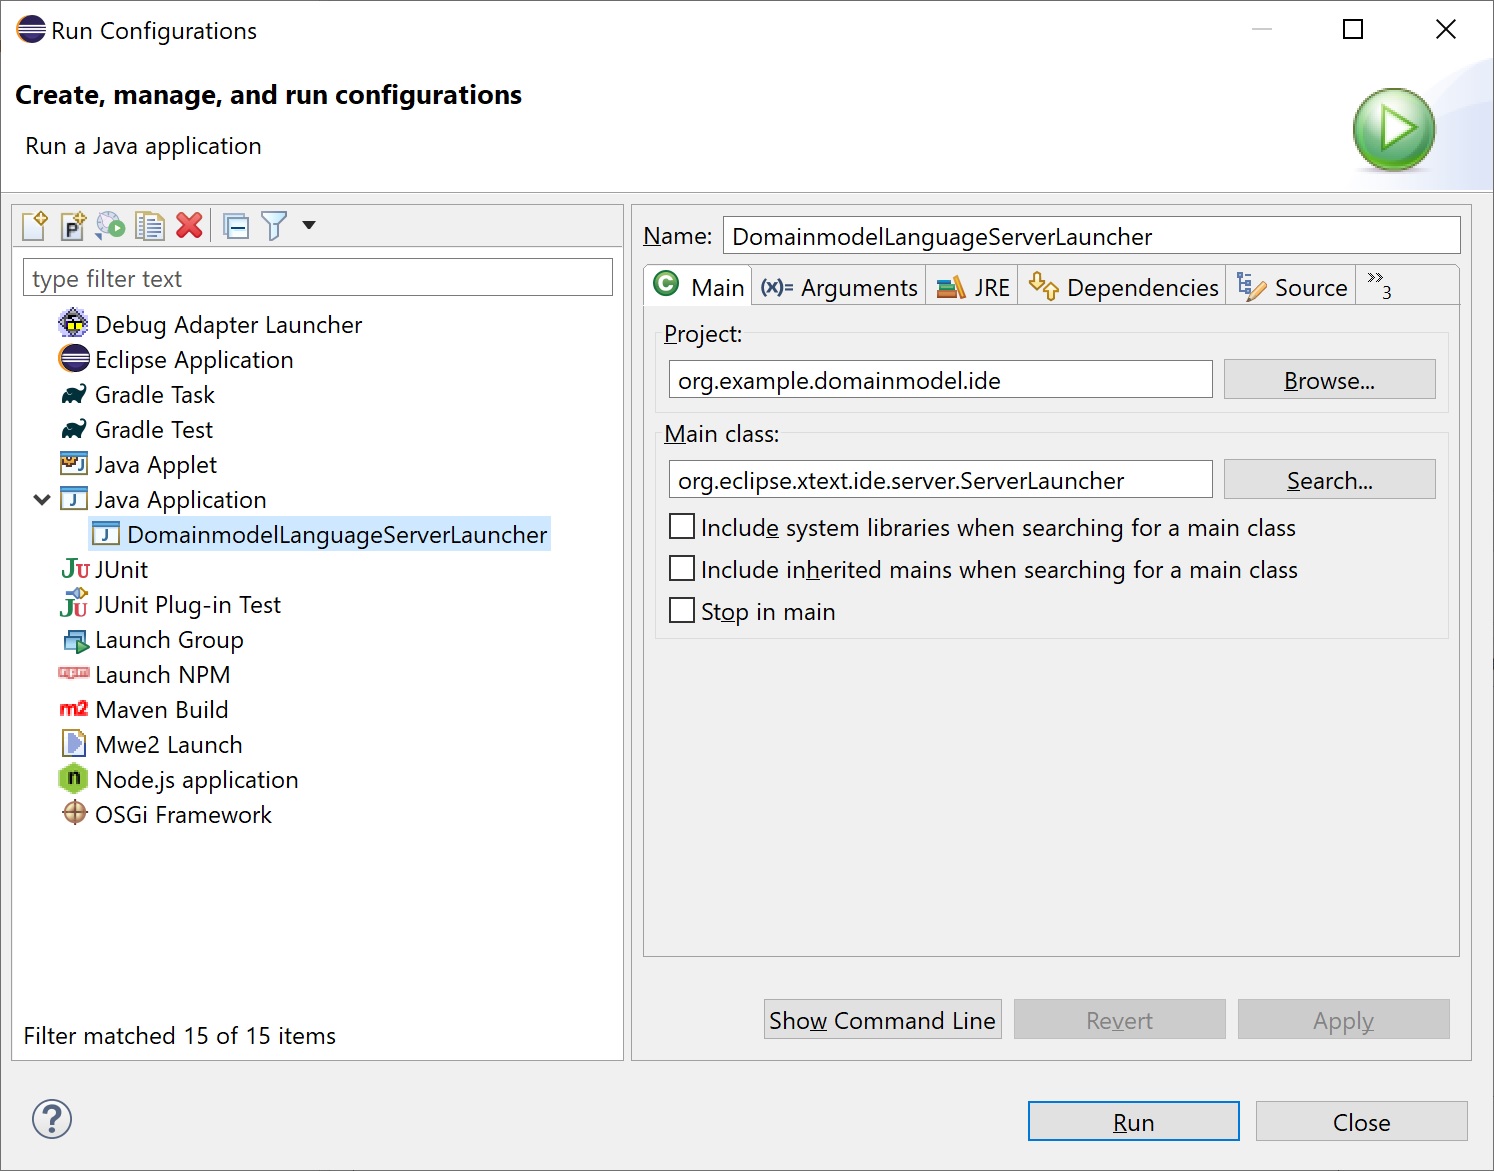 Run Configurations
Create, manage, and run configurations
Run a Java application
type filter text
Debug Adapter Launcher
Eclipse Application
Gradle Task
Gradle Test
Java Applet
Java Application
DomainmodelLanguageServerLauncher
JUnit
JUnit Plug-in Test
Launch Group
Launch NPM
Maven Build
Mwe2 Launch
Node.js application
OSGi Framework
Filter matched 15 of 15 items
Name: DomainmodelLanguageServerLauncher
Main (x)= Arguments JRE Dependencies Source »3
Project:
org.example.domainmodel.ide Browse...
Main class:
org.eclipse.xtext.ide.server.ServerLauncher Search...
Include system libraries when searching for a main class
Include inherited mains when searching for a main class
Stop in main
Show Command Line Revert Apply
Run Close